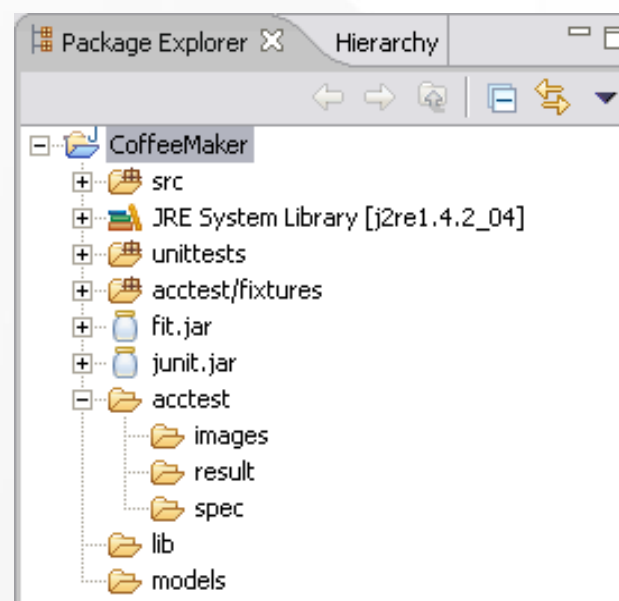 Package Explorer Hierarchy
CoffeeMaker
src
JRE System Library [j2re1.4.2_04]
unittests
acctest/fixtures
fit.jar
junit.jar
acctest
images
result
spec
lib
models